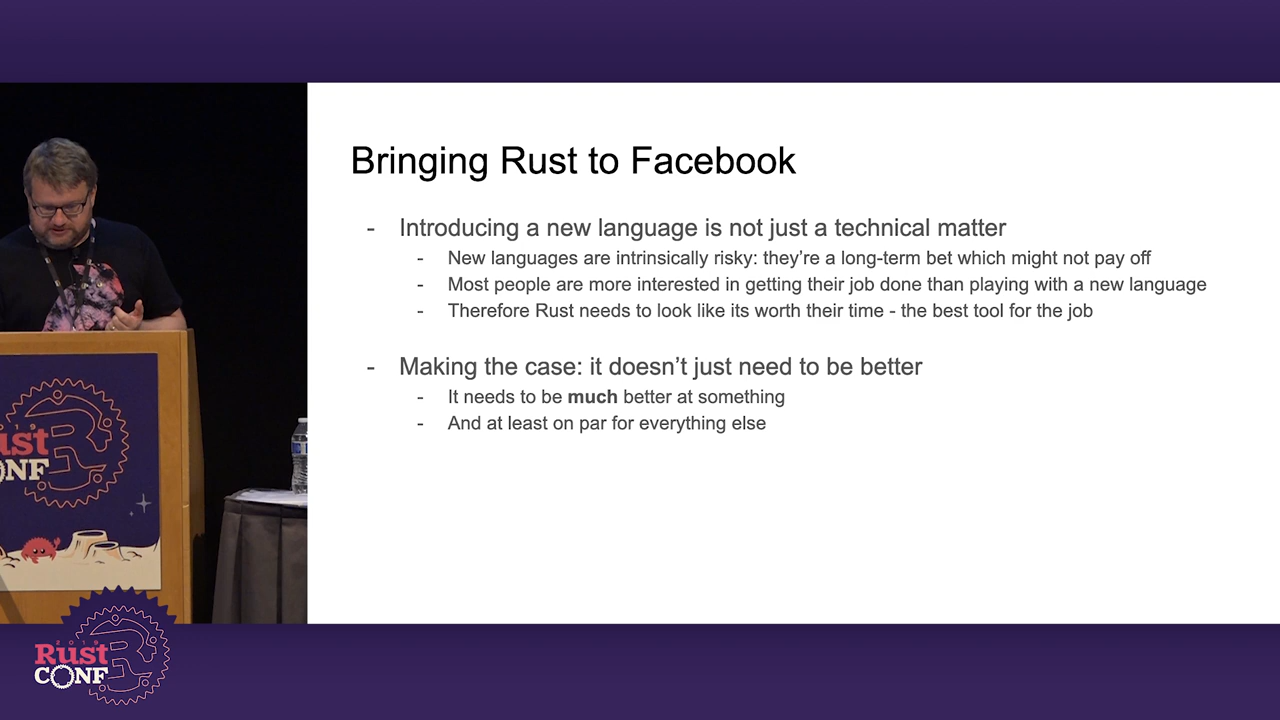 Bringing Rust to Facebook
- Introducing a new language is not just a technical matter
- New languages are intrinsically risky: they’re a long-term bet which might not pay off
- Most people are more interested in getting their job done than playing with a new language
- Therefore Rust needs to look like its worth their time - the best tool for the job
- Making the case: it doesn’t just need to be better
- It needs to be much better at something
- And at least on par for everything else
2019
Rust
CONF